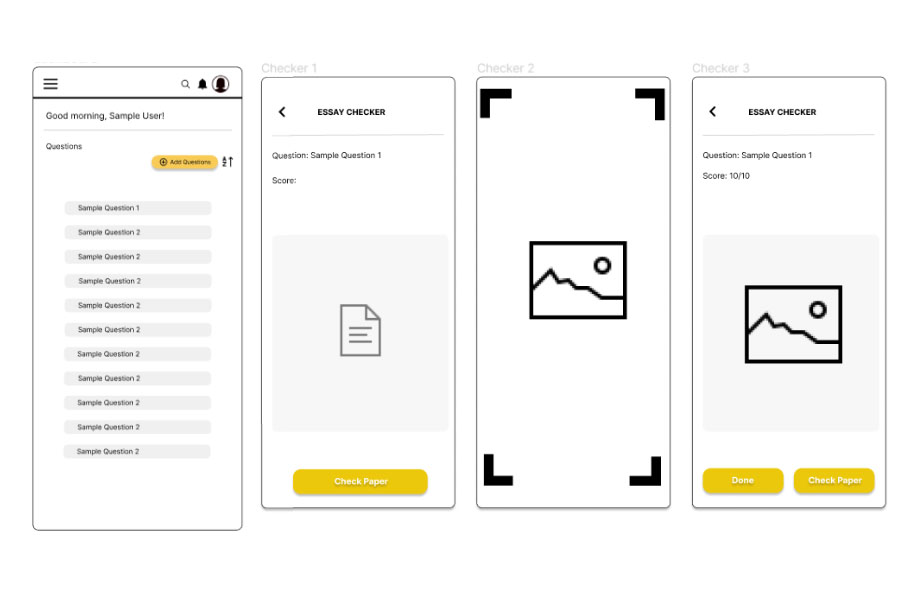 Good morning, Sample User!
Questions
Add Questions
A
Z
Sample Question 1
Sample Question 2
Sample Question 2
Sample Question 2
Sample Question 2
Sample Question 2
Sample Question 2
Sample Question 2
Sample Question 2
Sample Question 2
Sample Question 2
Checker 1
ESSAY CHECKER
Question: Sample Question 1
Score:
Check Paper
Checker 2
Checker 3
ESSAY CHECKER
Question: Sample Question 1
Score: 10/10
Done
Check Paper